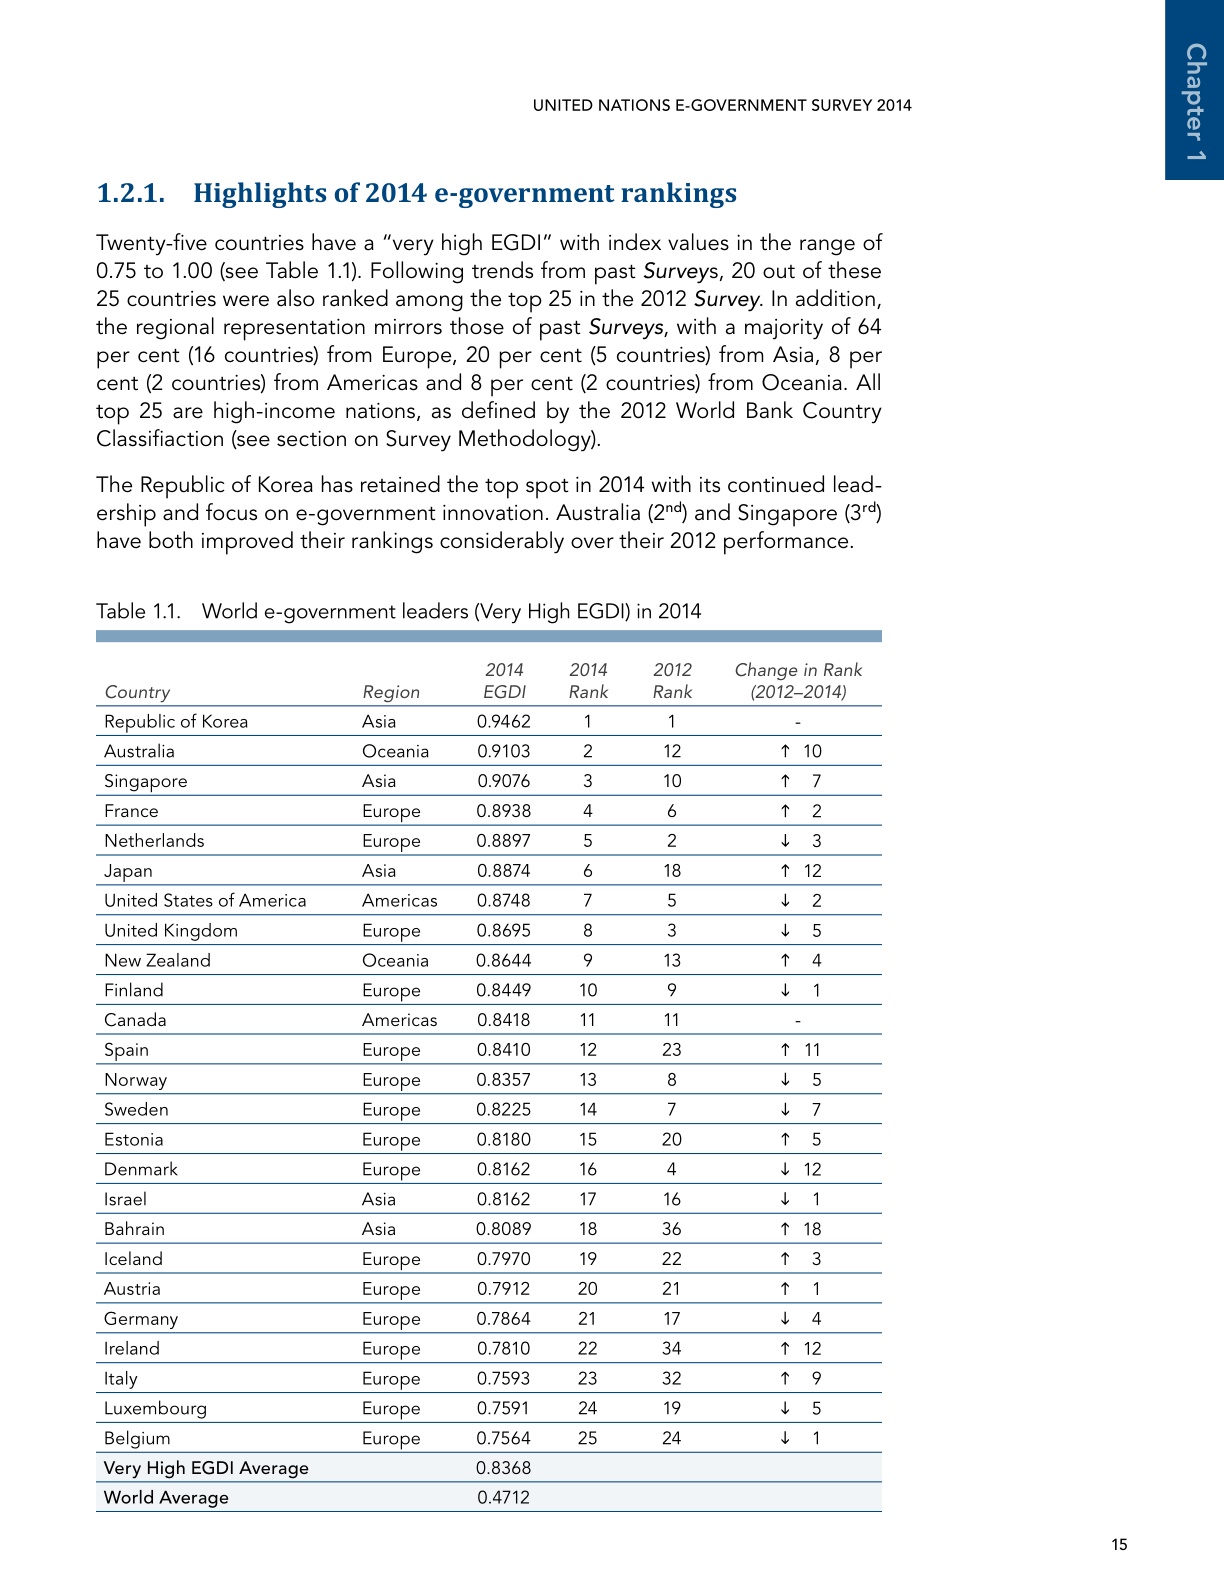 Chapter 1
UNITED NATIONS E-GOVERNMENT SURVEY 2014
1.2.1. Highlights of 2014 e-government rankings
Twenty-five countries have a “very high EGDI” with index values in the range of
0.75 to 1.00 (see Table 1.1). Following trends from past Surveys, 20 out of these
25 countries were also ranked among the top 25 in the 2012 Survey. In addition,
the regional representation mirrors those of past Surveys, with a majority of 64
per cent (16 countries) from Europe, 20 per cent (5 countries) from Asia, 8 per
cent (2 countries) from Americas and 8 per cent (2 countries) from Oceania. All
top 25 are high-income nations, as defined by the 2012 World Bank Country
Classifiaction (see section on Survey Methodology).
The Republic of Korea has retained the top spot in 2014 with its continued lead-
ership and focus on e-government innovation. Australia (2nd) and Singapore (3rd)
have both improved their rankings considerably over their 2012 performance.
Table 1.1. World e-government leaders (Very High EGDI) in 2014
2014 2014 2012 Change in Rank
Country Region EGDI Rank Rank (2012–2014)
Republic of Korea Asia 0.9462 1 1 -
Australia Oceania 0.9103 2 12 ↑ 10
Singapore Asia 0.9076 3 10 ↑ 7
France Europe 0.8938 4 6 ↑ 2
Netherlands Europe 0.8897 5 2 ↓ 3
Japan Asia 0.8874 6 18 ↑ 12
United States of America Americas 0.8748 7 5 ↓ 2
United Kingdom Europe 0.8695 8 3 ↓ 5
New Zealand Oceania 0.8644 9 13 ↑ 4
Finland Europe 0.8449 10 9 ↓ 1
Canada Americas 0.8418 11 11 -
Spain Europe 0.8410 12 23 ↑ 11
Norway Europe 0.8357 13 8 ↓ 5
Sweden Europe 0.8225 14 7 ↓ 7
Estonia Europe 0.8180 15 20 ↑ 5
Denmark Europe 0.8162 16 4 ↓ 12
Israel Asia 0.8162 17 16 ↓ 1
Bahrain Asia 0.8089 18 36 ↑ 18
Iceland Europe 0.7970 19 22 ↑ 3
Austria Europe 0.7912 20 21 ↑ 1
Germany Europe 0.7864 21 17 ↓ 4
Ireland Europe 0.7810 22 34 ↑ 12
Italy Europe 0.7593 23 32 ↑ 9
Luxembourg Europe 0.7591 24 19 ↓ 5
Belgium Europe 0.7564 25 24 ↓ 1
Very High EGDI Average 0.8368
World Average 0.4712
15